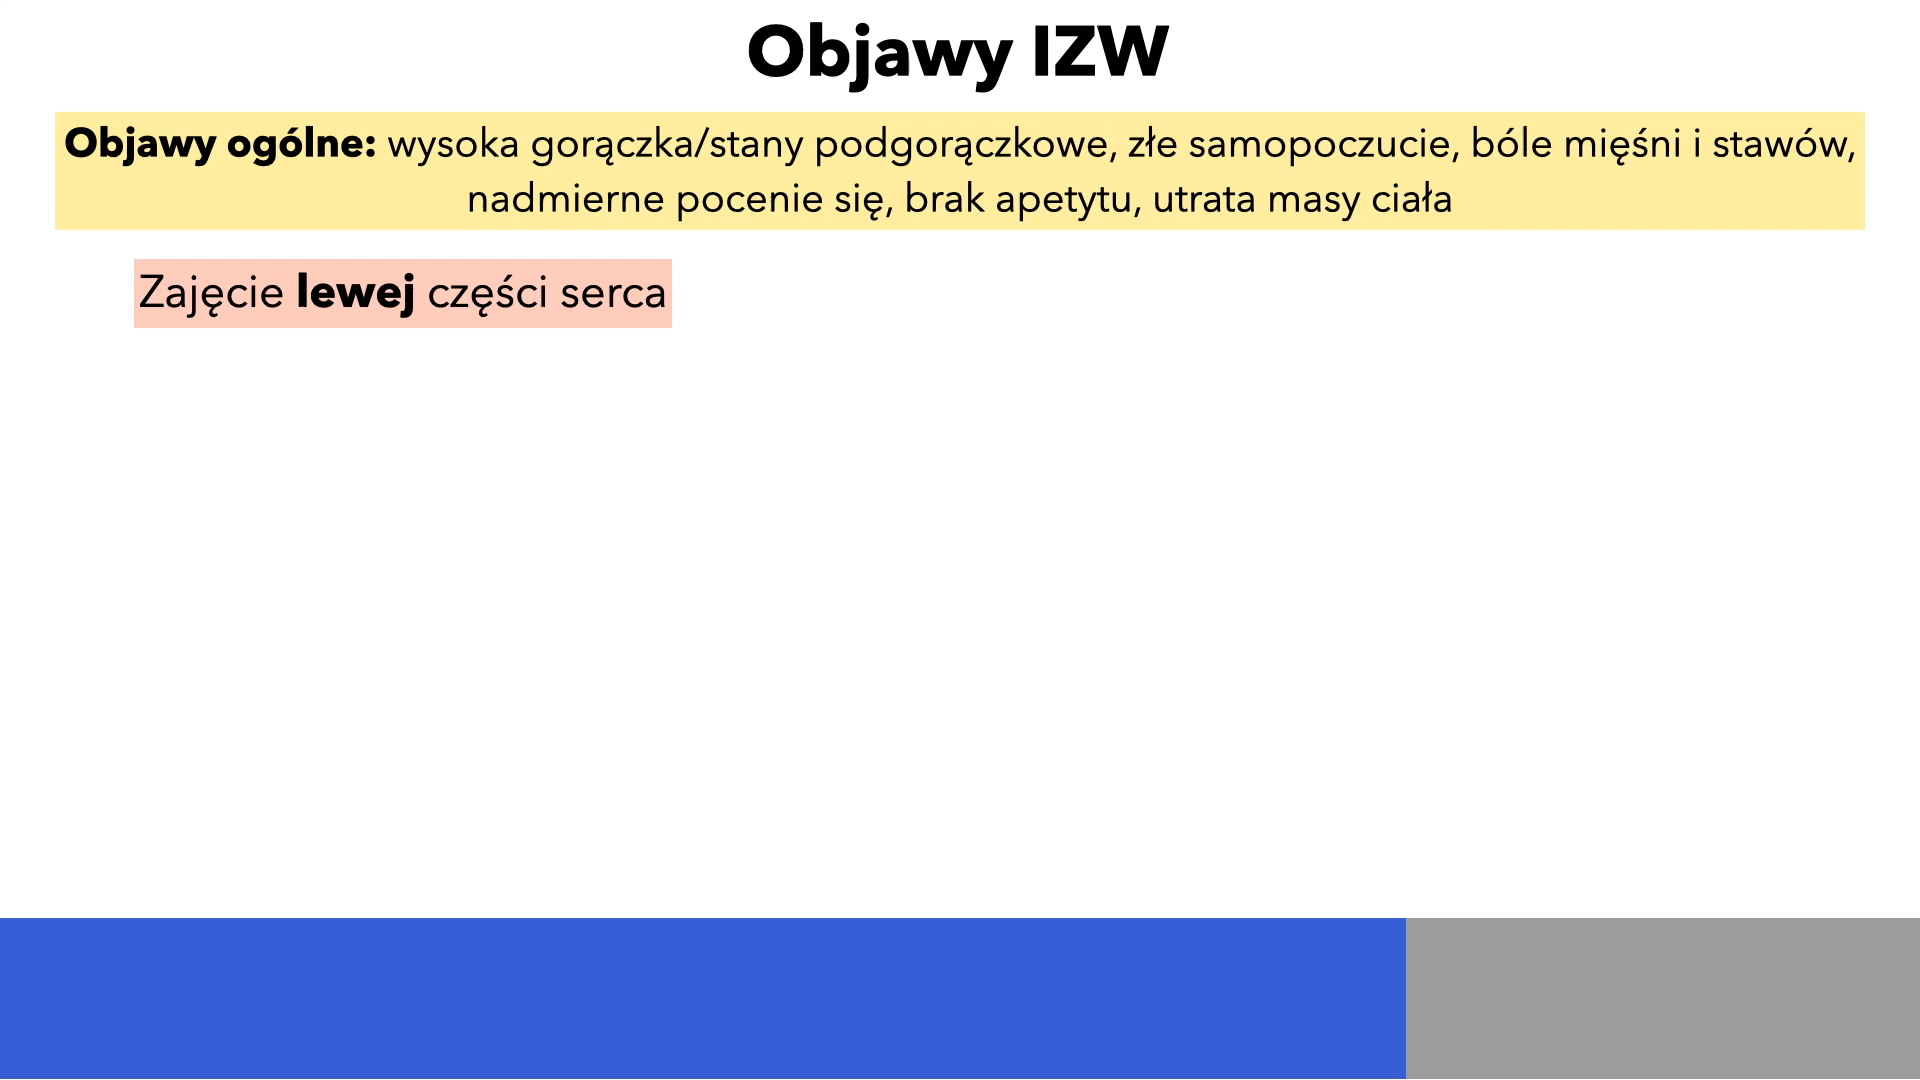 Objawy IZW
Objawy ogólne: wysoka gorączka/stany podgorączkowe, złe samopoczucie, bóle mięśni i stawów,
nadmierne pocenie się, brak apetytu, utrata masy ciała
Zajęcie lewej części serca